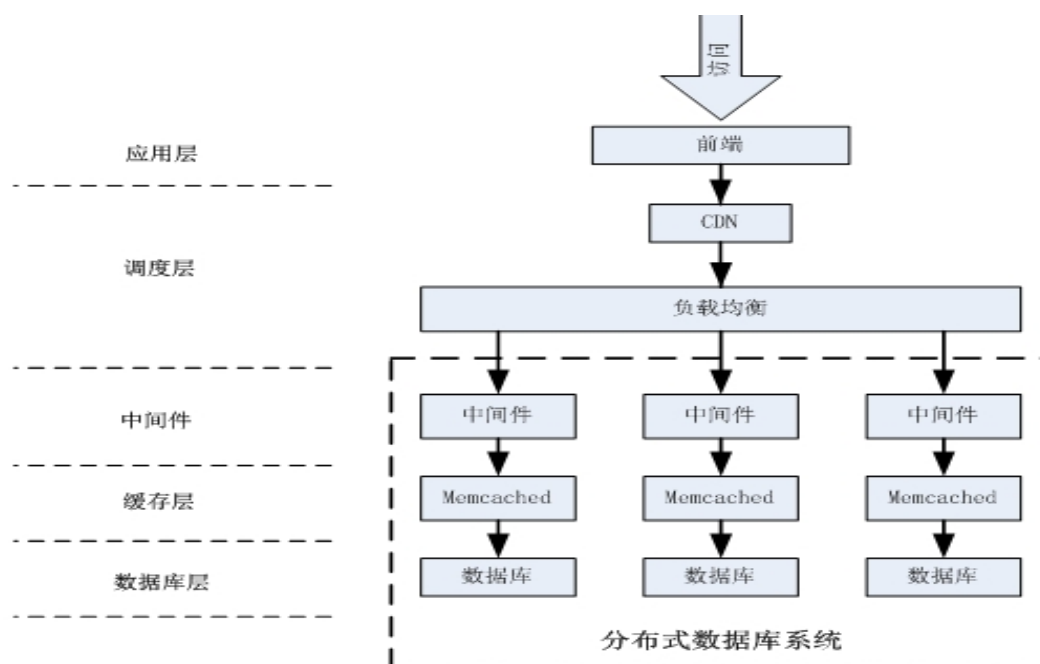 访问
应用层
前端
CDN
调度层
负载均衡
中间件
中间件
中间件
中间件
缓存层
Memcached
Memcached
Memcached
数据库层
数据库
数据库
数据库
分布式数据库系统